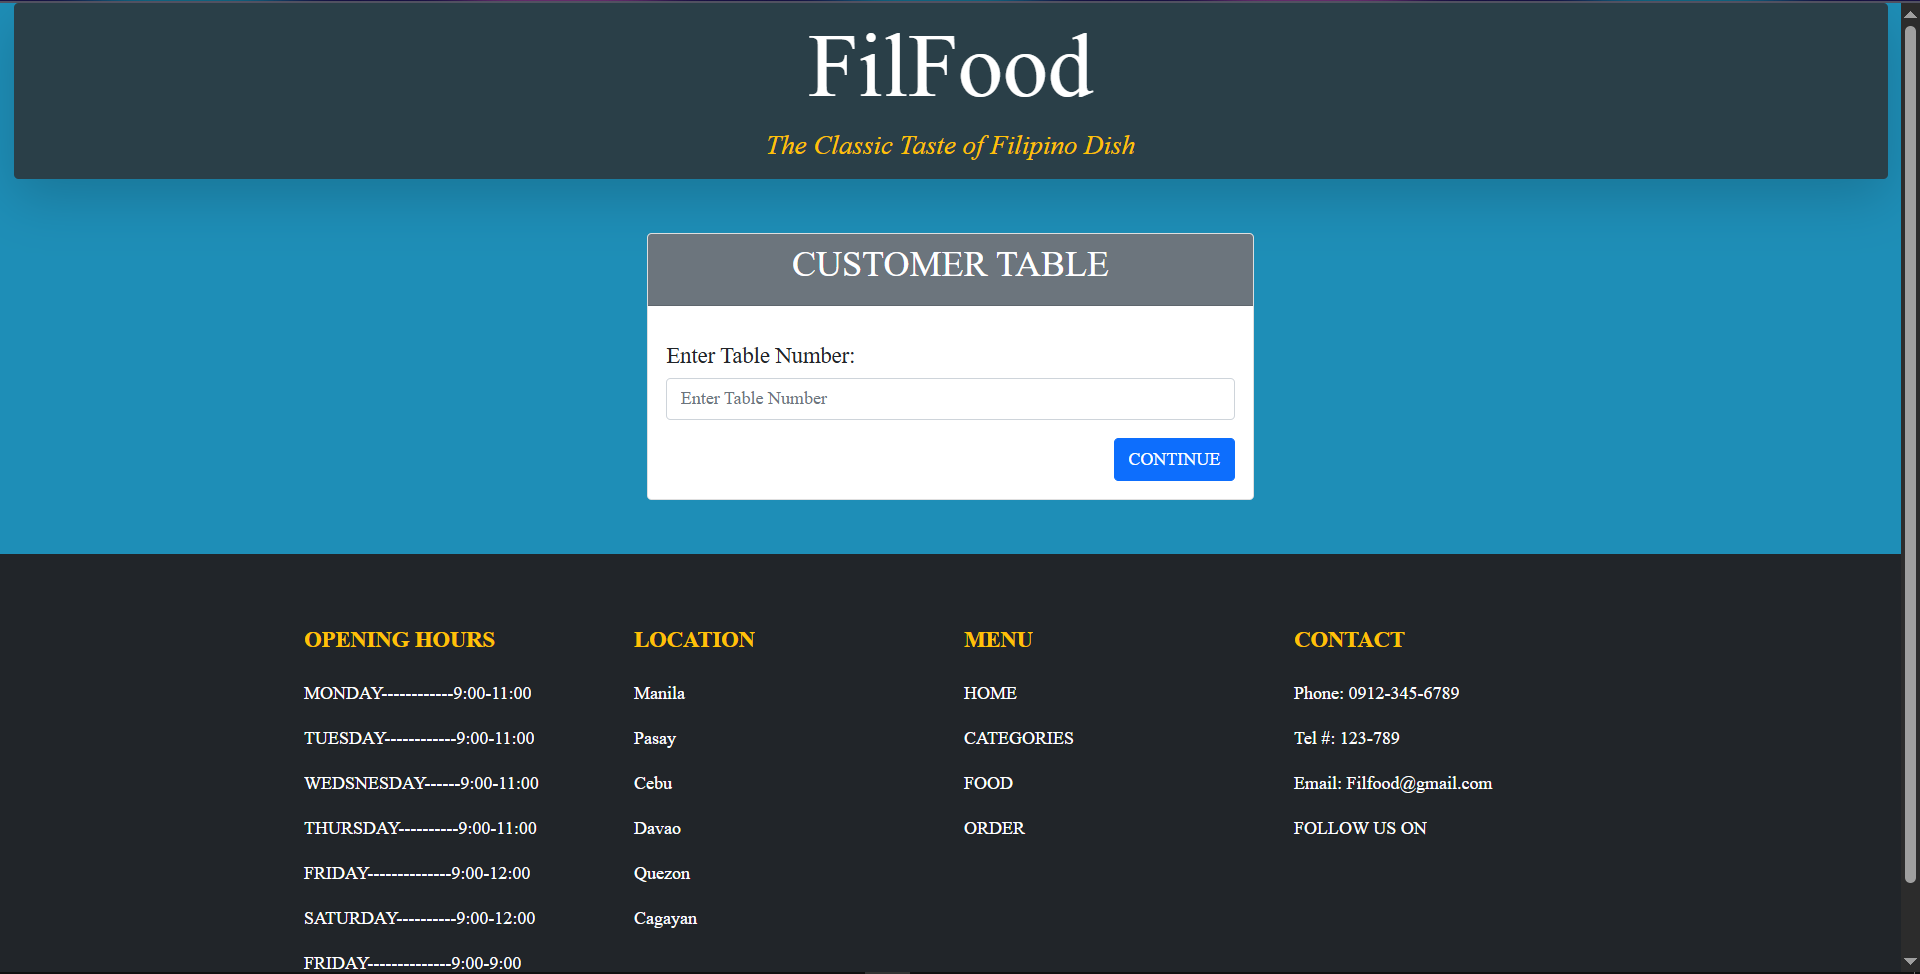 FilFood
The Classic Taste of Filipino Dish
CUSTOMER TABLE
Enter Table Number:
Enter Table Number
CONTINUE
OPENING HOURS
MONDAY------------9:00-11:00
TUESDAY------------9:00-11:00
WEDSNESDAY------9:00-11:00
THURSDAY----------9:00-11:00
FRIDAY--------------9:00-12:00
SATURDAY----------9:00-12:00
FRIDAY--------------9:00-9:00
LOCATION
Manila
Pasay
Cebu
Davao
Quezon
Cagayan
MENU
HOME
CATEGORIES
FOOD
ORDER
CONTACT
Phone: 0912-345-6789
Tel #: 123-789
Email: Filfood@gmail.com
FOLLOW US ON